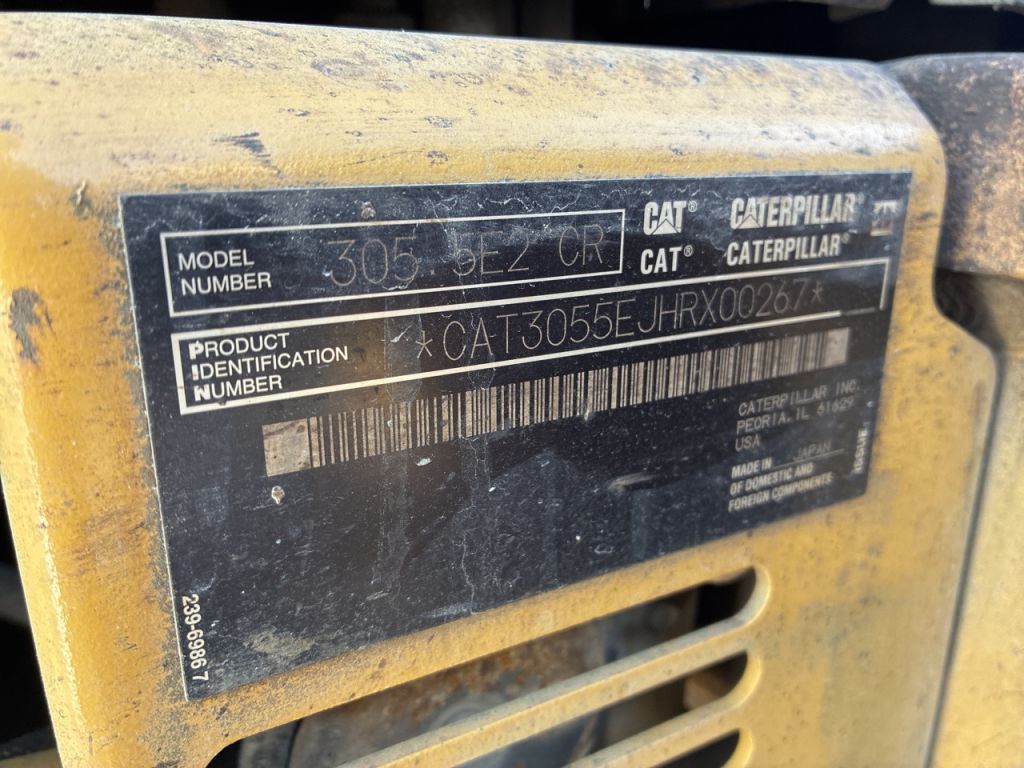 MODEL
NUMBER
305.5E2 CR
CAT® CATERPILLAR®
CAT® CATERPILLAR®
PRODUCT
IDENTIFICATION
NUMBER
*CAT3055EJHRX00267*
CATERPILLAR INC.
PEORIA, IL 61629
USA
MADE IN JAPAN
OF DOMESTIC AND
FOREIGN COMPONENTS
239-6986 7